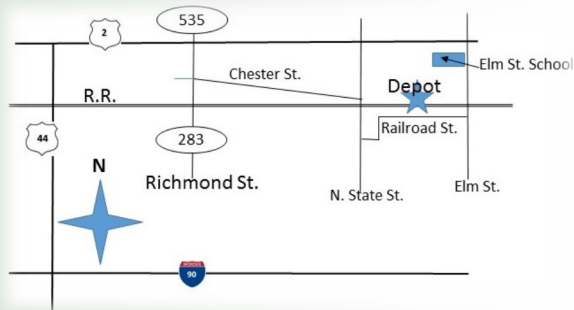 535
2
Elm St. School
Chester St.
Depot
R.R.
Railroad St.
44
283
N
Richmond St.
N. State St.
Elm St.
90